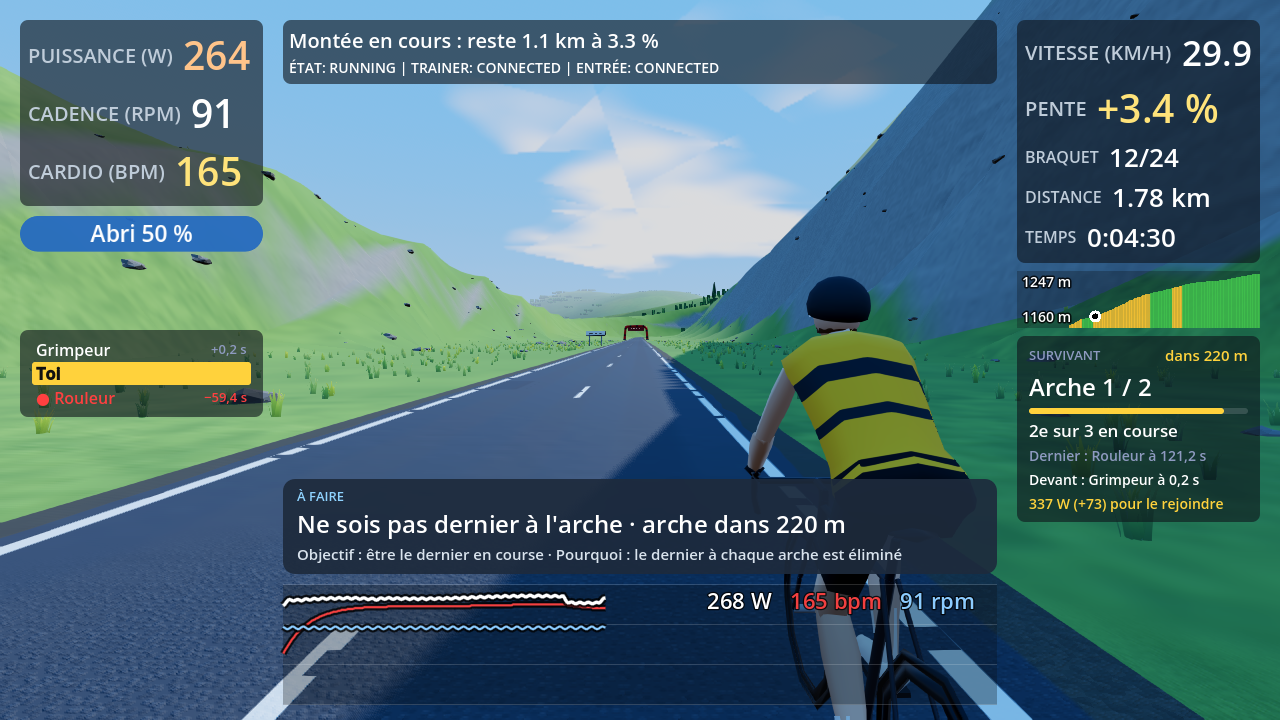 PUISSANCE (W) 264
CADENCE (RPM) 91
CARDIO (BPM) 165
Abri 50 %
Grimpeur +0,2 s
Toi
Rouleur −59,4 s
Montée en cours : reste 1.1 km à 3.3 %
ÉTAT: RUNNING | TRAINER: CONNECTED | ENTRÉE: CONNECTED
VITESSE (KM/H) 29.9
PENTE +3.4 %
BRAQUET 12/24
DISTANCE 1.78 km
TEMPS 0:04:30
1247 m
1160 m
SURVIVANT dans 220 m
Arche 1 / 2
2e sur 3 en course
Dernier : Rouleur à 121,2 s
Devant : Grimpeur à 0,2 s
337 W (+73) pour le rejoindre
À FAIRE
Ne sois pas dernier à l'arche · arche dans 220 m
Objectif : être le dernier en course · Pourquoi : le dernier à chaque arche est éliminé
268 W 165 bpm 91 rpm